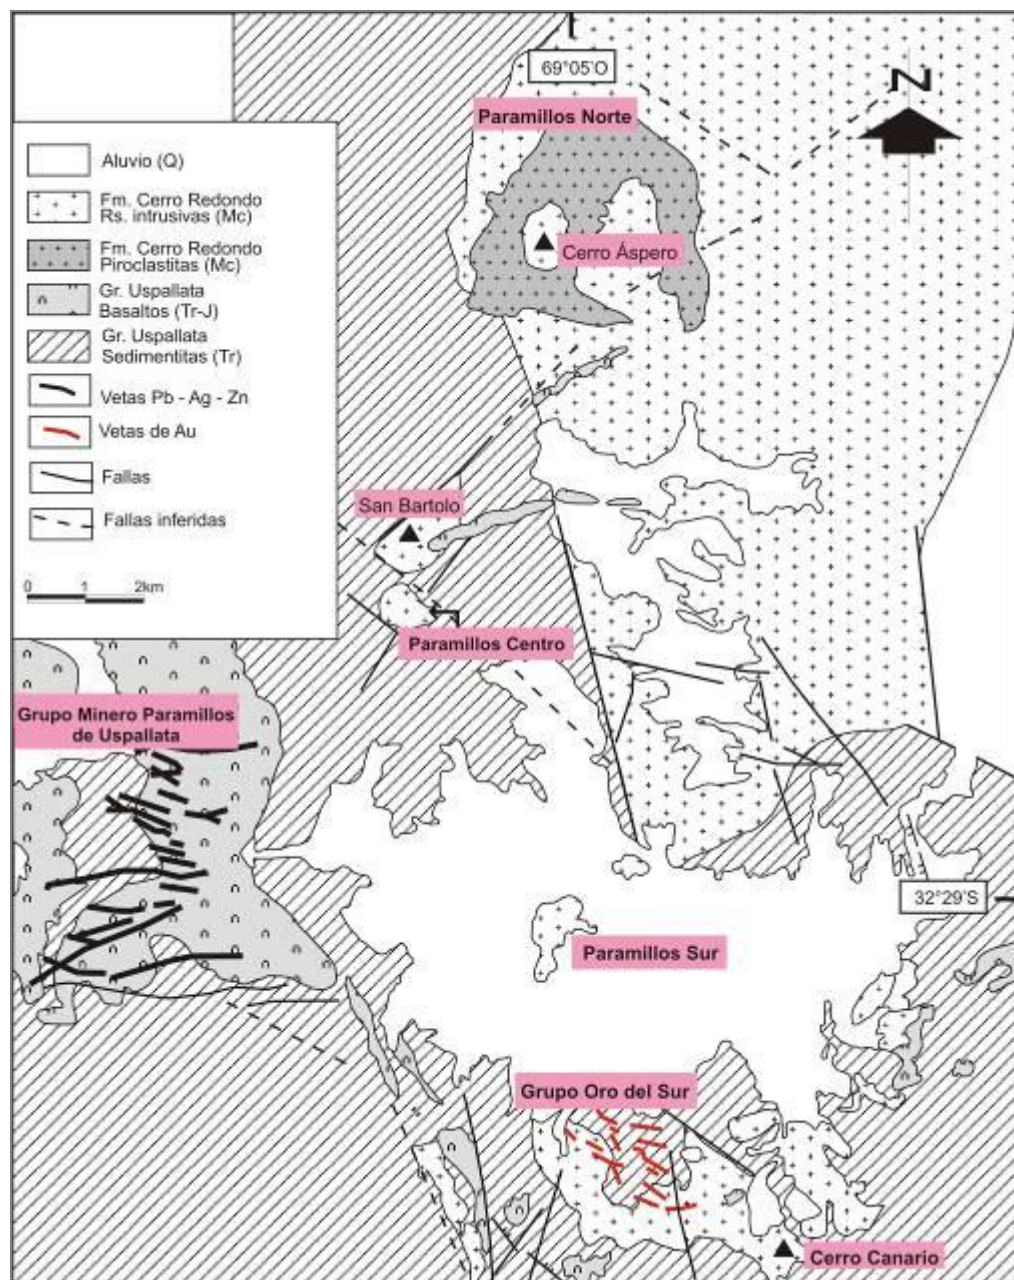 69°05'O
Paramillos Norte
N
Cerro Áspero
Aluvio (Q)
Fm. Cerro Redondo
Rs. intrusivas (Mc)
Fm. Cerro Redondo
Piroclastitas (Mc)
Gr. Uspallata
Basaltos (Tr-J)
Gr. Uspallata
Sedimentitas (Tr)
Vetas Pb - Ag - Zn
Vetas de Au
Fallas
Fallas inferidas
0 1 2km
San Bartolo
Paramillos Centro
Grupo Minero Paramillos
de Uspallata
32°29'S
Paramillos Sur
Grupo Oro del Sur
Cerro Canario